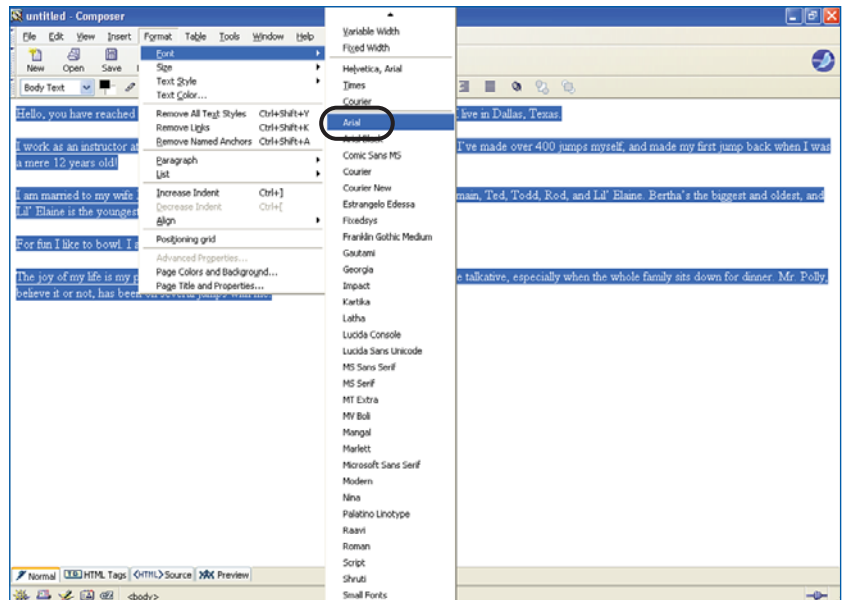 untitled - Composer
File Edit View Insert Format Table Tools Window Help
New Open Save
Body Text
Font
Size
Text Style
Text Color...
Remove All Text Styles Ctrl+Shift+Y
Remove Links Ctrl+Shift+K
Remove Named Anchors Ctrl+Shift+A
Paragraph
List
Increase Indent Ctrl+]
Decrease Indent Ctrl+[
Align
Positioning grid
Advanced Properties...
Page Colors and Background...
Page Title and Properties...
Variable Width
Fixed Width
Helvetica, Arial
Times
Courier
Arial
Arial Black
Comic Sans MS
Courier
Courier New
Estrangelo Edessa
Fixedsys
Franklin Gothic Medium
Gautami
Georgia
Impact
Kartika
Latha
Lucida Console
Lucida Sans Unicode
MS Sans Serif
MS Serif
MT Extra
MV Boli
Mangal
Marlett
Microsoft Sans Serif
Modern
Nina
Palatino Linotype
Raavi
Roman
Script
Shruti
Small Fonts
Hello, you have reached I live in Dallas, Texas.
I work as an instructor at I've made over 400 jumps myself, and made my first jump back when I was
a mere 12 years old!
I am married to my wife main, Ted, Todd, Rod, and Lil' Elaine. Bertha's the biggest and oldest, and
Lil' Elaine is the youngest
For fun I like to bowl. I
The joy of my life is my talkative, especially when the whole family sits down for dinner. Mr. Polly,
believe it or not, has been on several jumps with me.
Normal HTML Tags <HTML> Source Preview
<body>